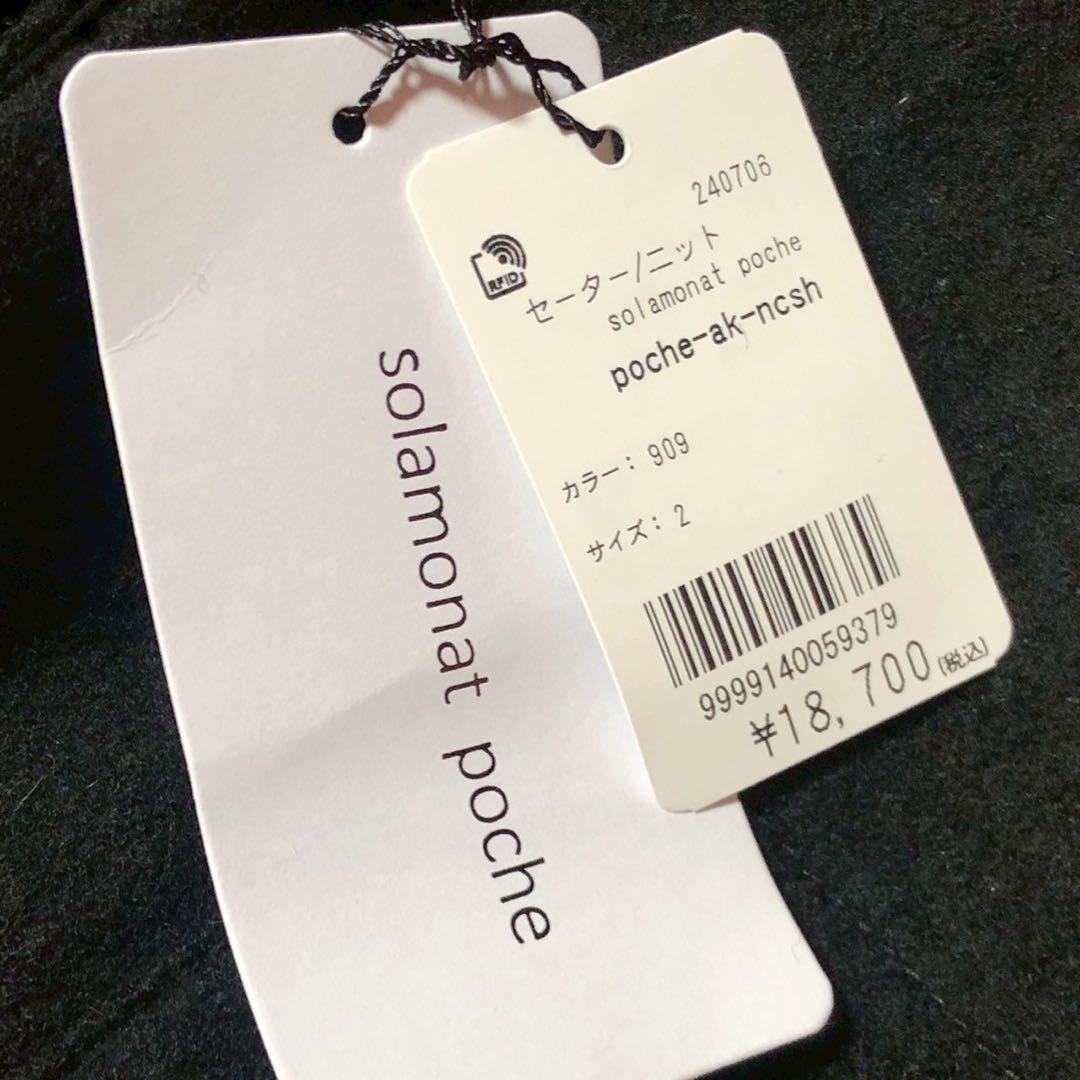 solamonat poche
240706
RFID
セーター/ニット
solamonat poche
poche-ak-ncsh
カラー: 909
サイズ: 2
9999140059379
¥18,700(税込)